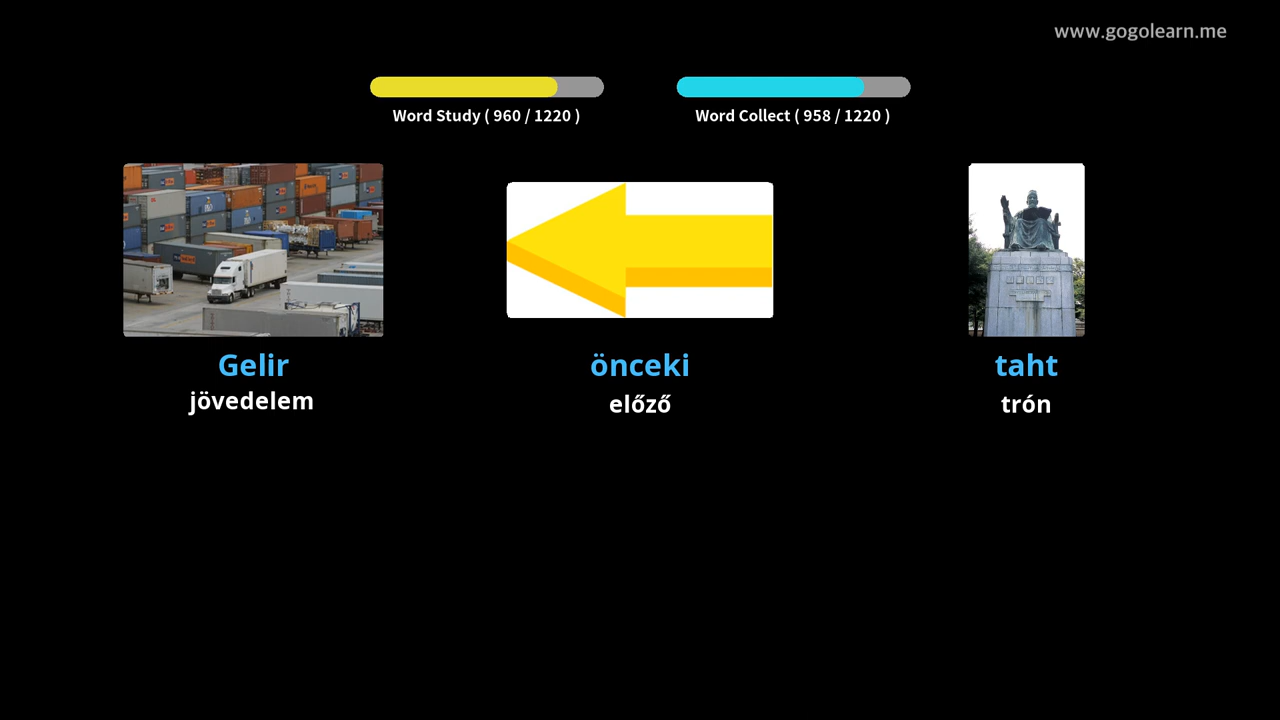 www.gogolearn.me
Word Study ( 960 / 1220 )
Word Collect ( 958 / 1220 )
Gelir
jövedelem
önceki
előző
taht
trón